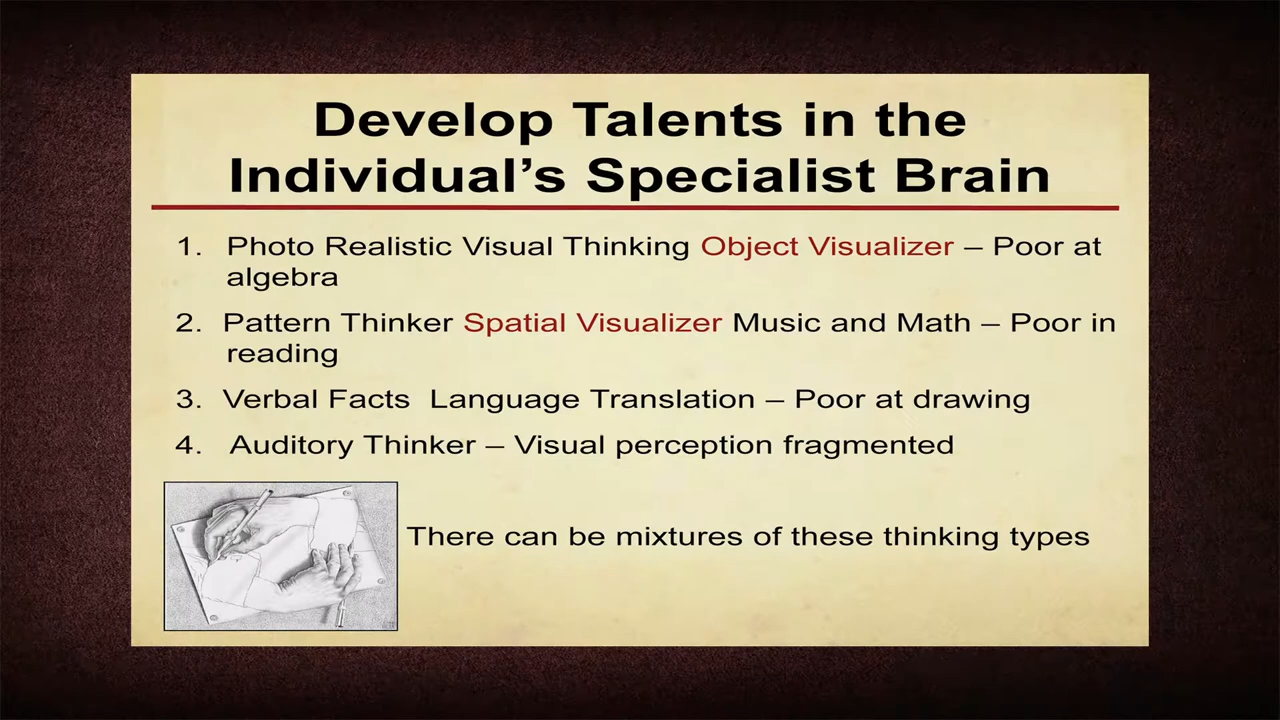 Develop Talents in the
Individual’s Specialist Brain
1. Photo Realistic Visual Thinking Object Visualizer – Poor at
algebra
2. Pattern Thinker Spatial Visualizer Music and Math – Poor in
reading
3. Verbal Facts Language Translation – Poor at drawing
4. Auditory Thinker – Visual perception fragmented
There can be mixtures of these thinking types